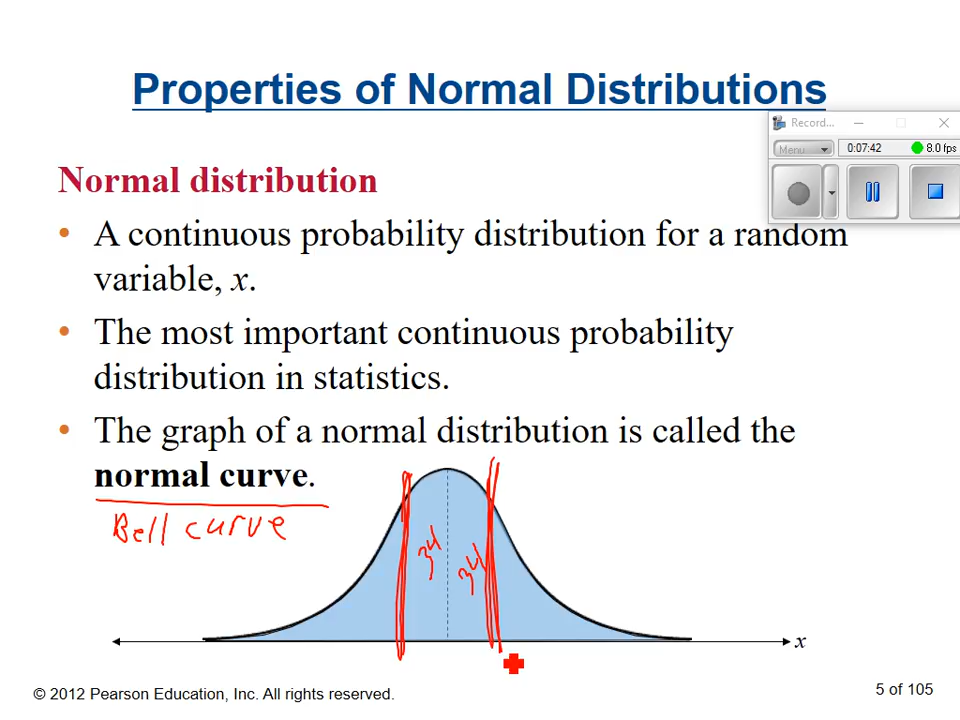 Properties of Normal Distributions
Record...
Menu
0:07:42
8.0 fps
Normal distribution
• A continuous probability distribution for a random
variable, x.
• The most important continuous probability
distribution in statistics.
• The graph of a normal distribution is called the
normal curve.
Bell curve
34
34
x
© 2012 Pearson Education, Inc. All rights reserved.
5 of 105